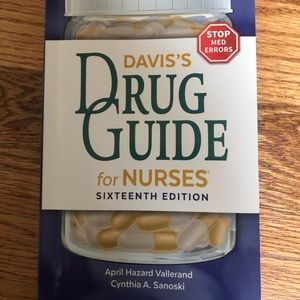 STOP
MED
ERRORS
DAVIS'S
DRUG
GUIDE
for NURSES®
SIXTEENTH EDITION
April Hazard Vallerand
Cynthia A. Sanoski